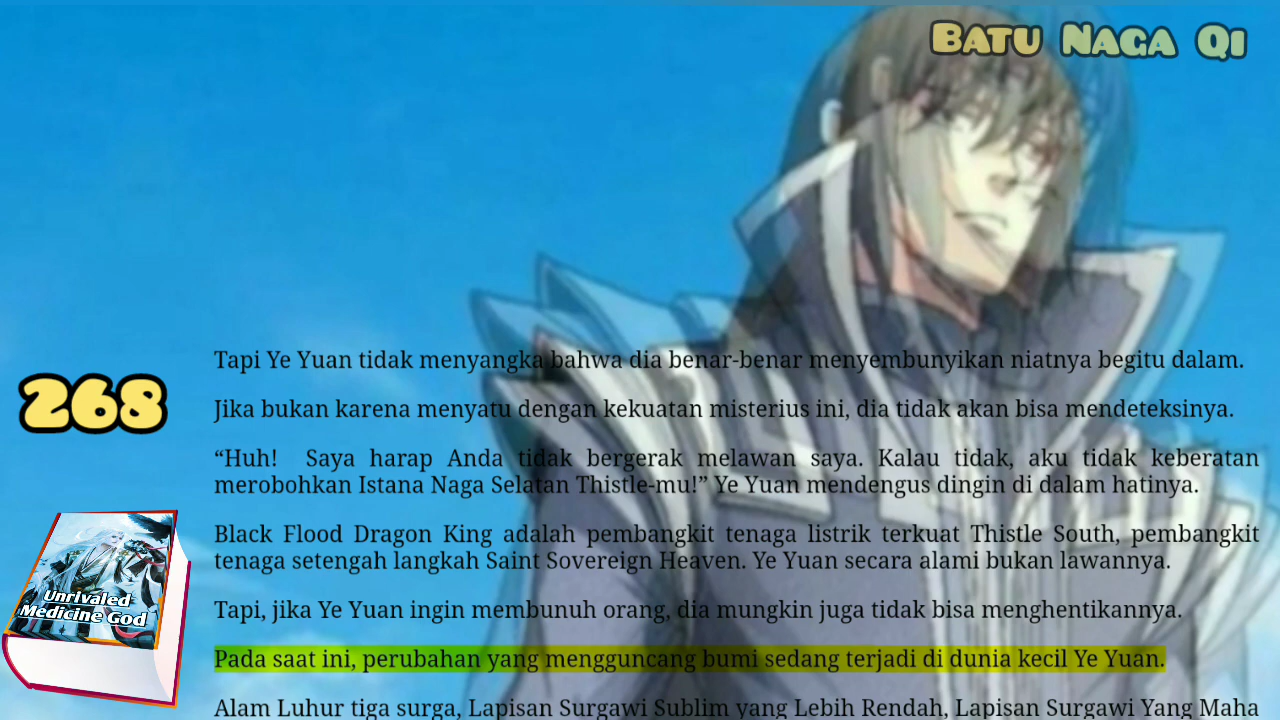 Batu Naga Qi
Tapi Ye Yuan tidak menyangka bahwa dia benar-benar menyembunyikan niatnya begitu dalam.
268
Jika bukan karena menyatu dengan kekuatan misterius ini, dia tidak akan bisa mendeteksinya.
“Huh! Saya harap Anda tidak bergerak melawan saya. Kalau tidak, aku tidak keberatan
merobohkan Istana Naga Selatan Thistle-mu!” Ye Yuan mendengus dingin di dalam hatinya.
Black Flood Dragon King adalah pembangkit tenaga listrik terkuat Thistle South, pembangkit
tenaga setengah langkah Saint Sovereign Heaven. Ye Yuan secara alami bukan lawannya.
Unrivaled
Medicine God
Tapi, jika Ye Yuan ingin membunuh orang, dia mungkin juga tidak bisa menghentikannya.
Pada saat ini, perubahan yang mengguncang bumi sedang terjadi di dunia kecil Ye Yuan.
Alam Luhur tiga surga, Lapisan Surgawi Sublim yang Lebih Rendah, Lapisan Surgawi Yang Maha